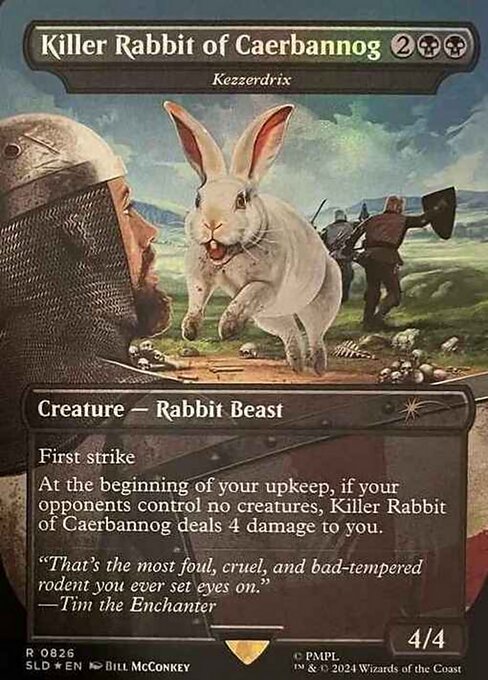 Killer Rabbit of Caerbannog 2
Kezzerdrix
Creature — Rabbit Beast
First strike
At the beginning of your upkeep, if your
opponents control no creatures, Killer Rabbit
of Caerbannog deals 4 damage to you.
“That’s the most foul, cruel, and bad-tempered
rodent you ever set eyes on.”
—Tim the Enchanter
4/4
R 0826
SLD ★ EN Bill McConkey
© PMPL
™ & © 2024 Wizards of the Coast